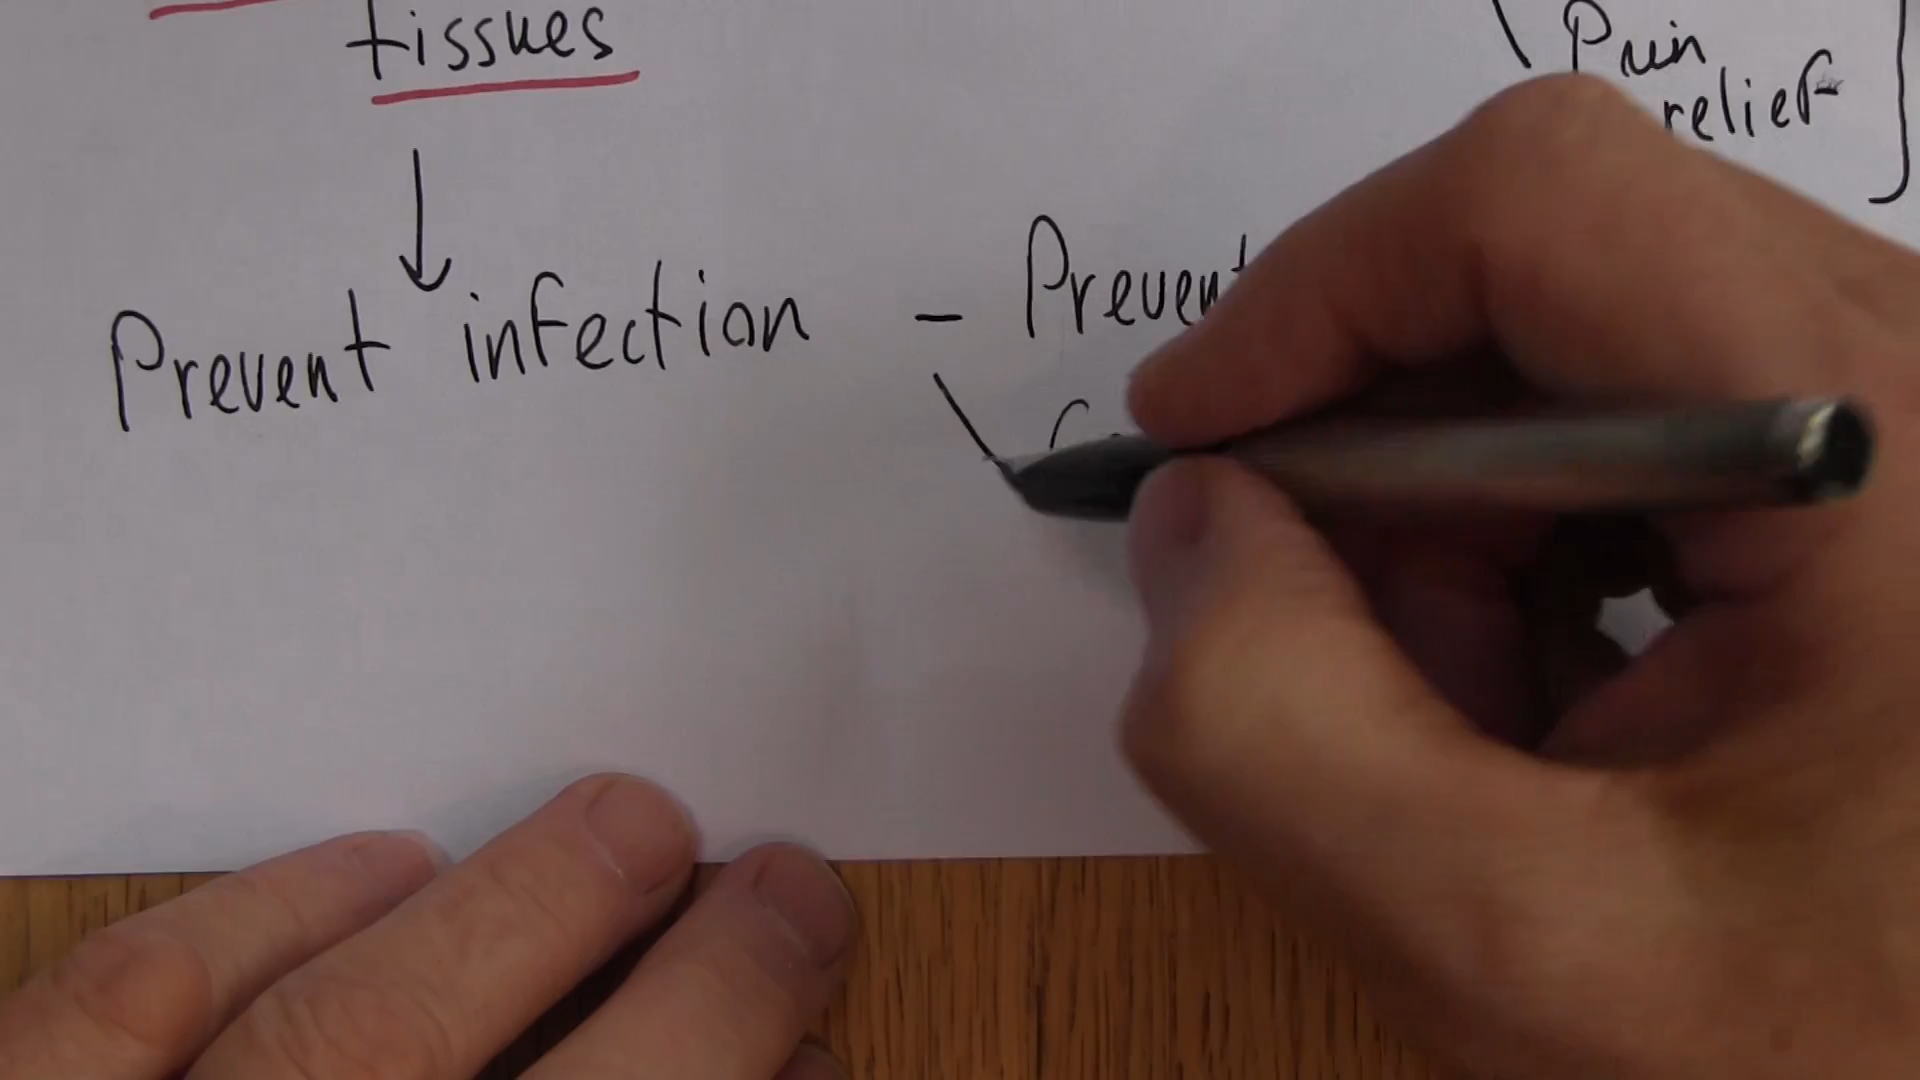 tissues
Pain
relief
Prevent infection - Prevent